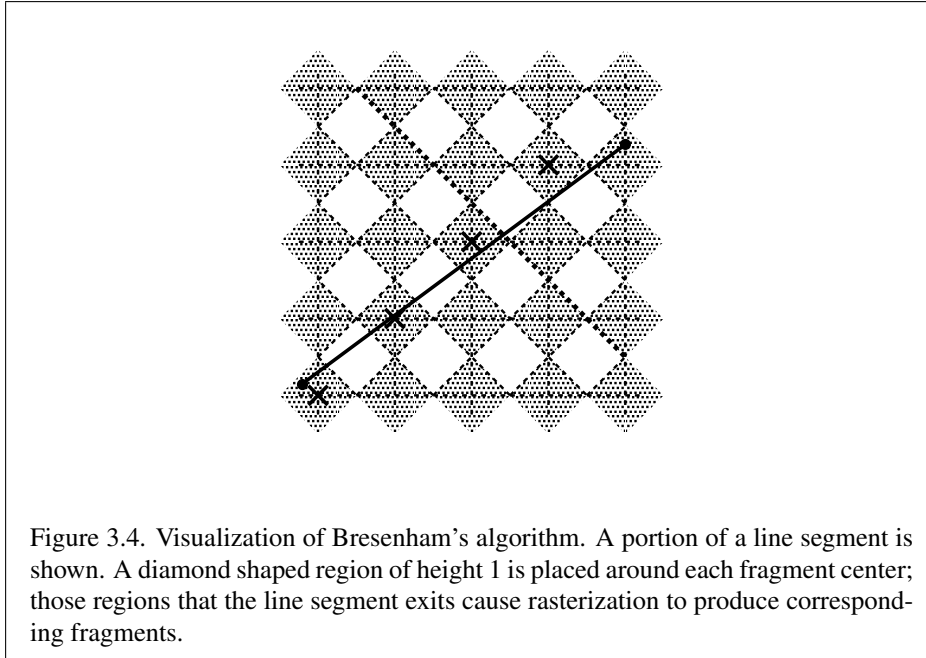 Figure 3.4. Visualization of Bresenham's algorithm. A portion of a line segment is
shown. A diamond shaped region of height 1 is placed around each fragment center;
those regions that the line segment exits cause rasterization to produce correspond-
ing fragments.